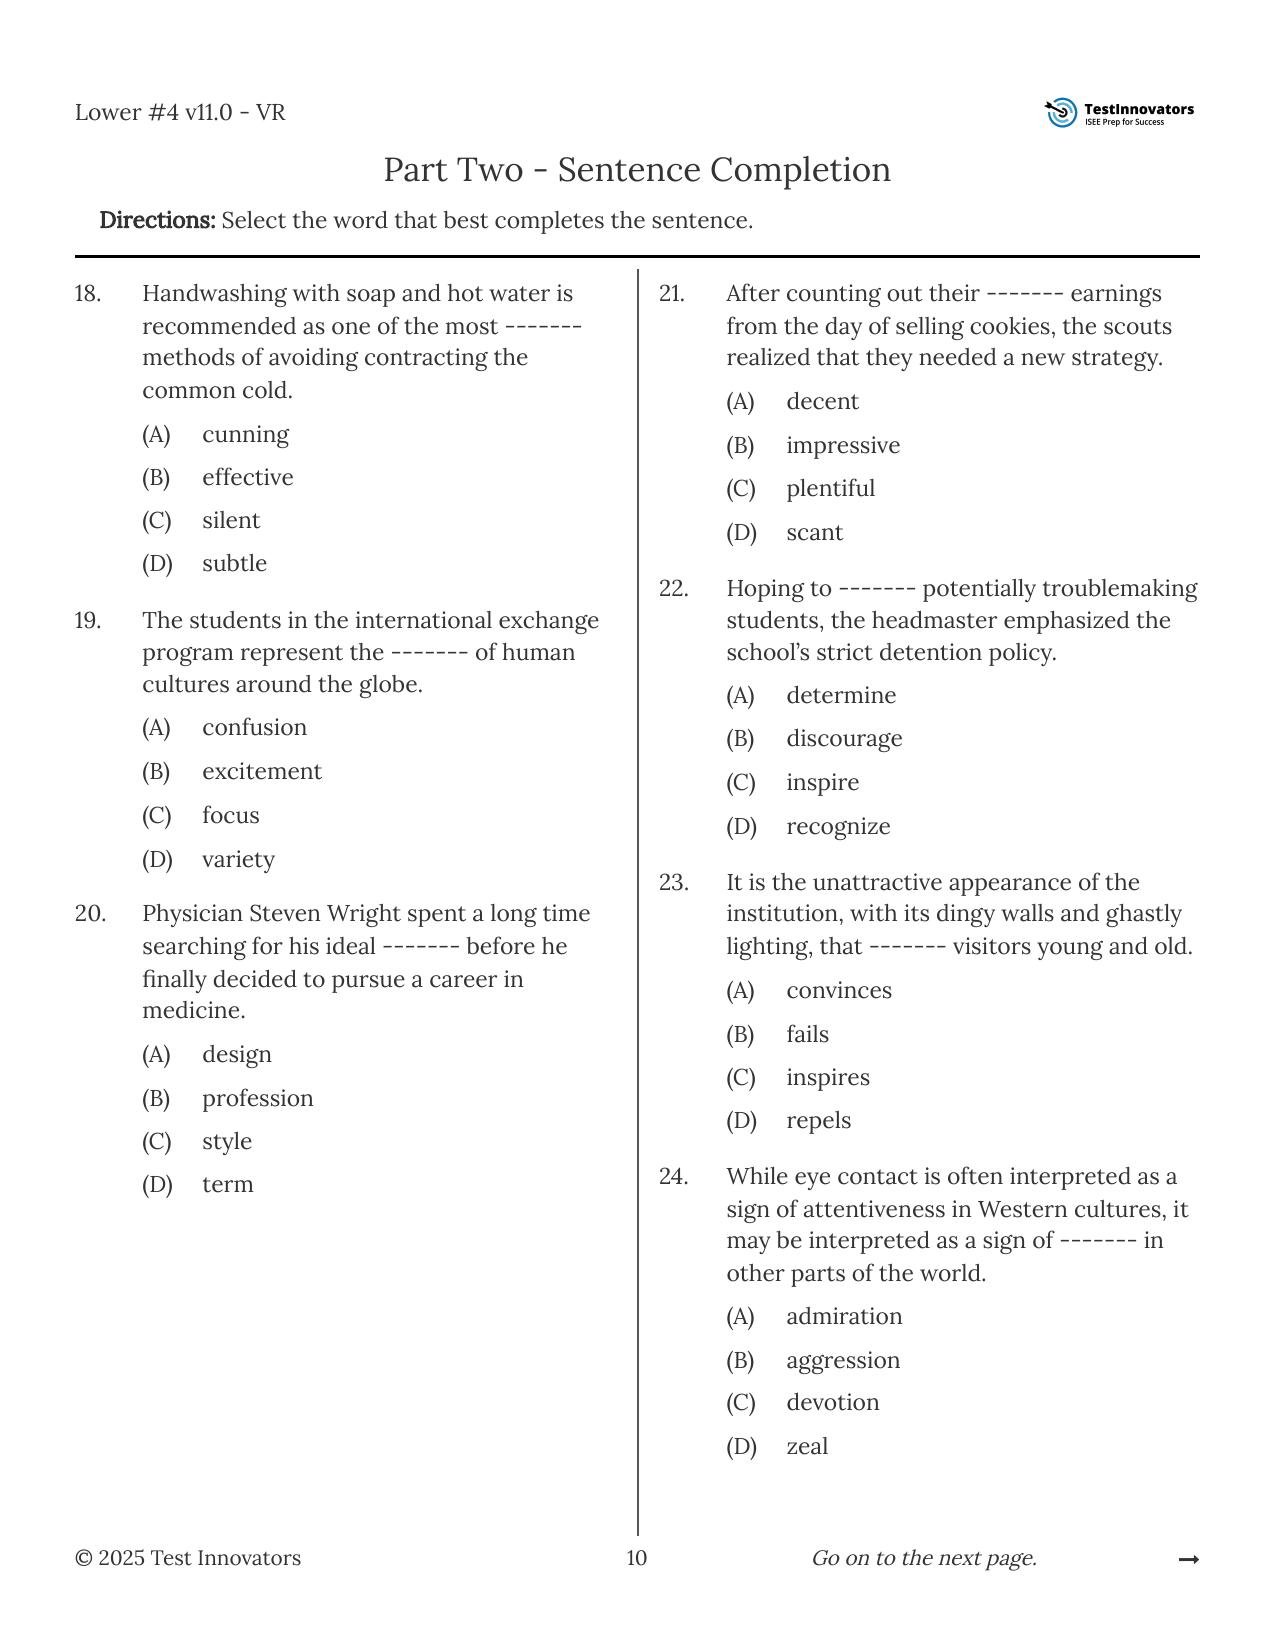 Lower #4 v11.0 - VR
TestInnovators
ISEE Prep for Success
Part Two - Sentence Completion
Directions: Select the word that best completes the sentence.
18. Handwashing with soap and hot water is
recommended as one of the most -------
methods of avoiding contracting the
common cold.
(A) cunning
(B) effective
(C) silent
(D) subtle
19. The students in the international exchange
program represent the ------- of human
cultures around the globe.
(A) confusion
(B) excitement
(C) focus
(D) variety
20. Physician Steven Wright spent a long time
searching for his ideal ------- before he
finally decided to pursue a career in
medicine.
(A) design
(B) profession
(C) style
(D) term
21. After counting out their ------- earnings
from the day of selling cookies, the scouts
realized that they needed a new strategy.
(A) decent
(B) impressive
(C) plentiful
(D) scant
22. Hoping to ------- potentially troublemaking
students, the headmaster emphasized the
school’s strict detention policy.
(A) determine
(B) discourage
(C) inspire
(D) recognize
23. It is the unattractive appearance of the
institution, with its dingy walls and ghastly
lighting, that ------- visitors young and old.
(A) convinces
(B) fails
(C) inspires
(D) repels
24. While eye contact is often interpreted as a
sign of attentiveness in Western cultures, it
may be interpreted as a sign of ------- in
other parts of the world.
(A) admiration
(B) aggression
(C) devotion
(D) zeal
© 2025 Test Innovators
10
Go on to the next page. →